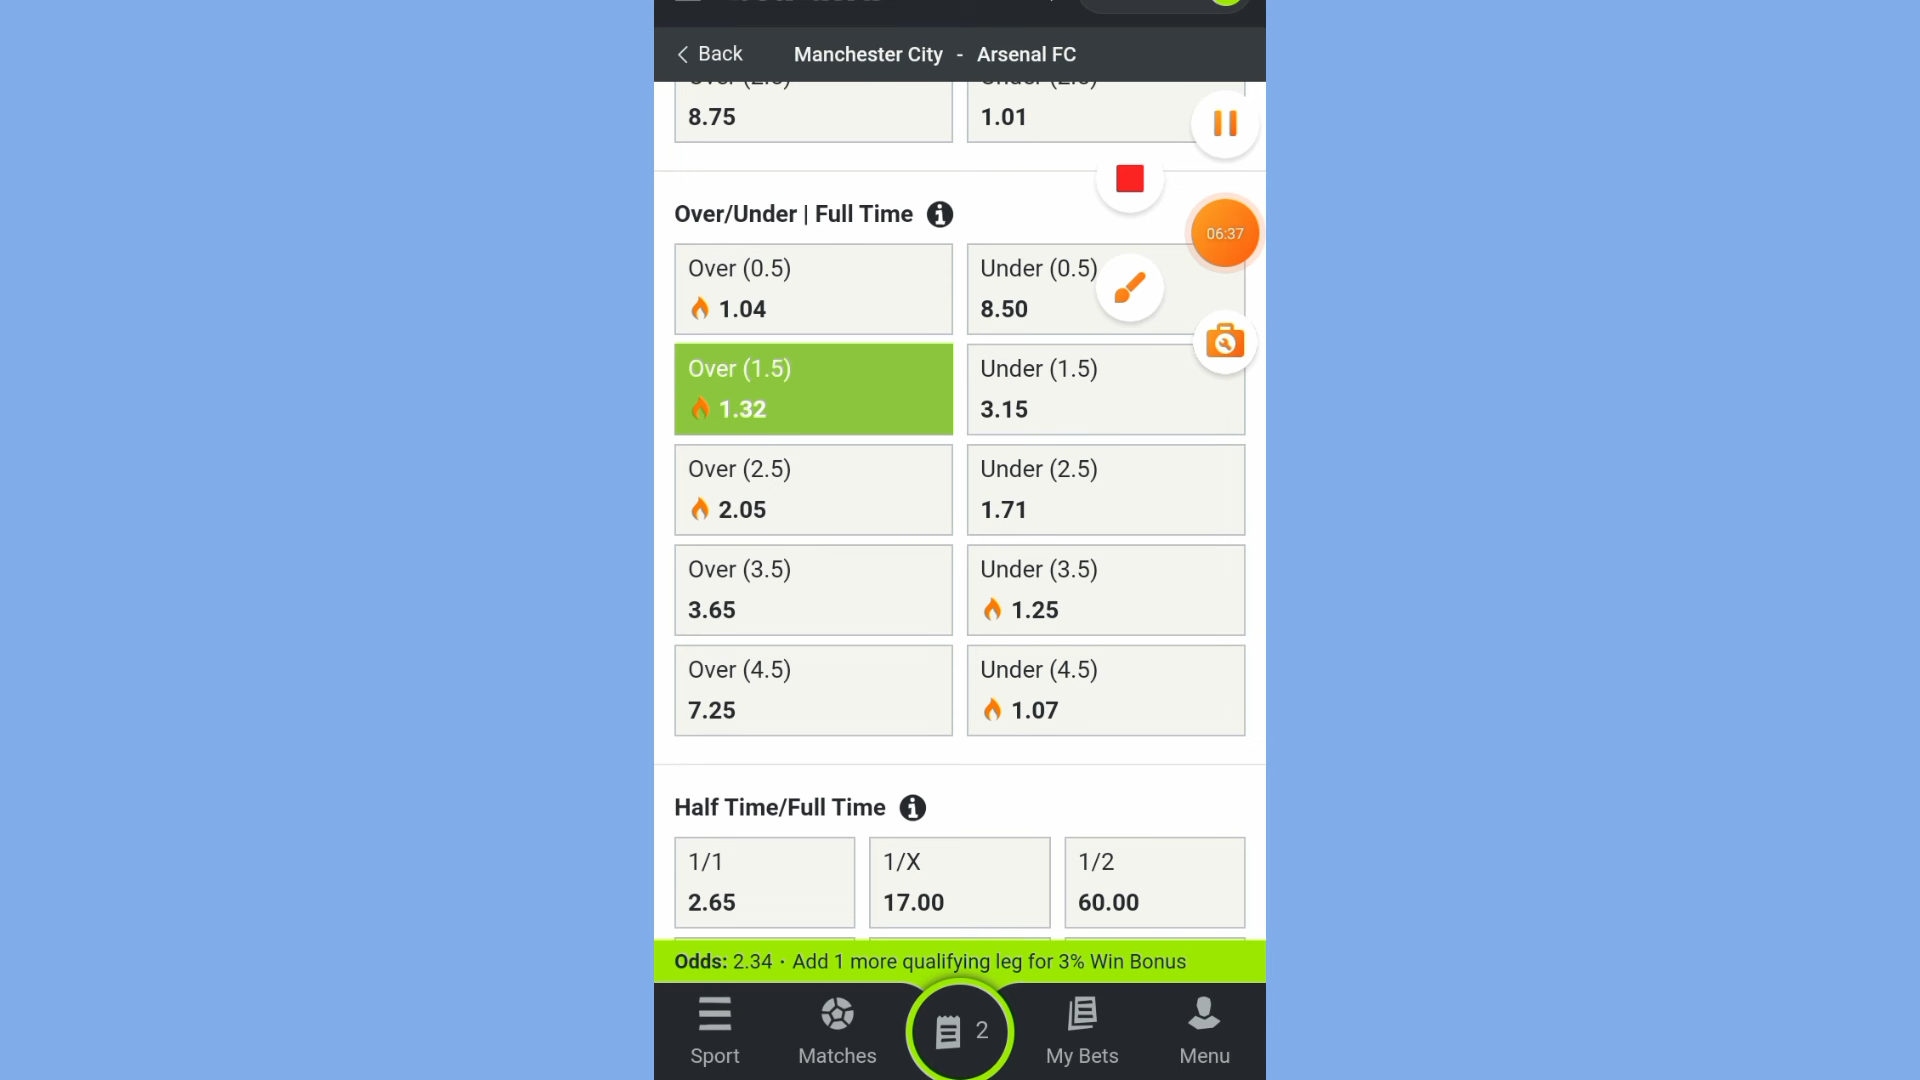 Back
Manchester City - Arsenal FC
8.75
1.01
Over/Under | Full Time
06:37
Over (0.5)
1.04
Under (0.5)
8.50
Over (1.5)
1.32
Under (1.5)
3.15
Over (2.5)
2.05
Under (2.5)
1.71
Over (3.5)
3.65
Under (3.5)
1.25
Over (4.5)
7.25
Under (4.5)
1.07
Half Time/Full Time
1/1
2.65
1/X
17.00
1/2
60.00
Odds: 2.34 · Add 1 more qualifying leg for 3% Win Bonus
2
Sport
Matches
My Bets
Menu